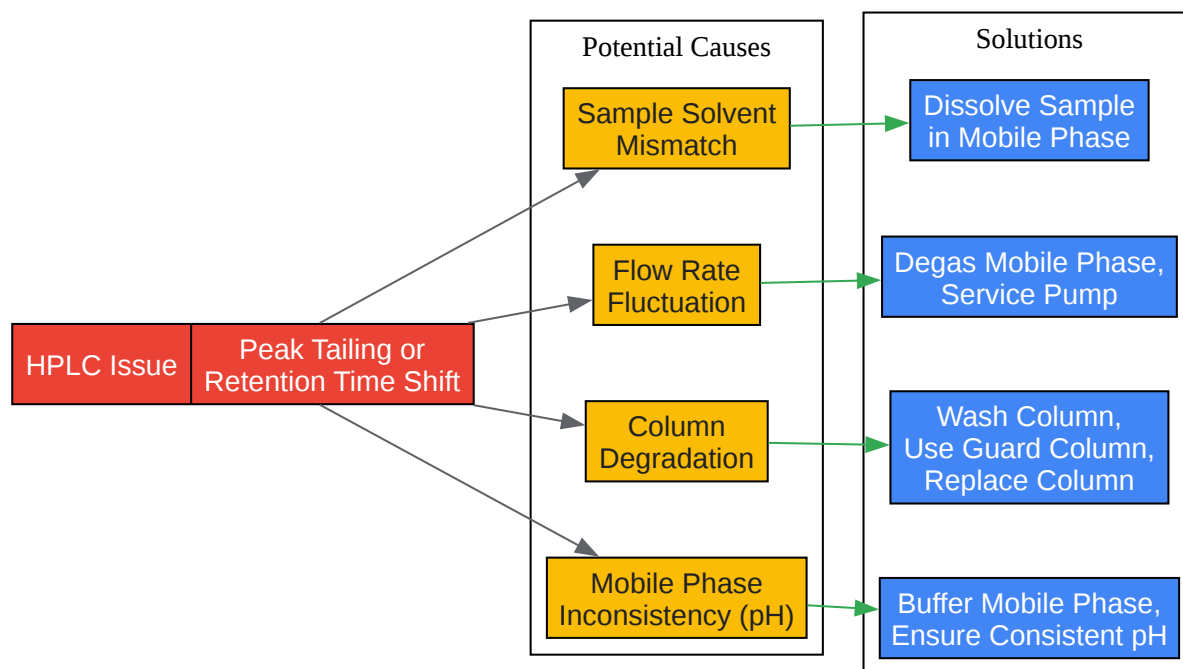 Potential Causes
Solutions
Sample Solvent
Mismatch
Dissolve Sample
in Mobile Phase
Flow Rate
Fluctuation
Degas Mobile Phase,
Service Pump
HPLC Issue
Peak Tailing or
Retention Time Shift
Column
Degradation
Wash Column,
Use Guard Column,
Replace Column
Mobile Phase
Inconsistency (pH)
Buffer Mobile Phase,
Ensure Consistent pH